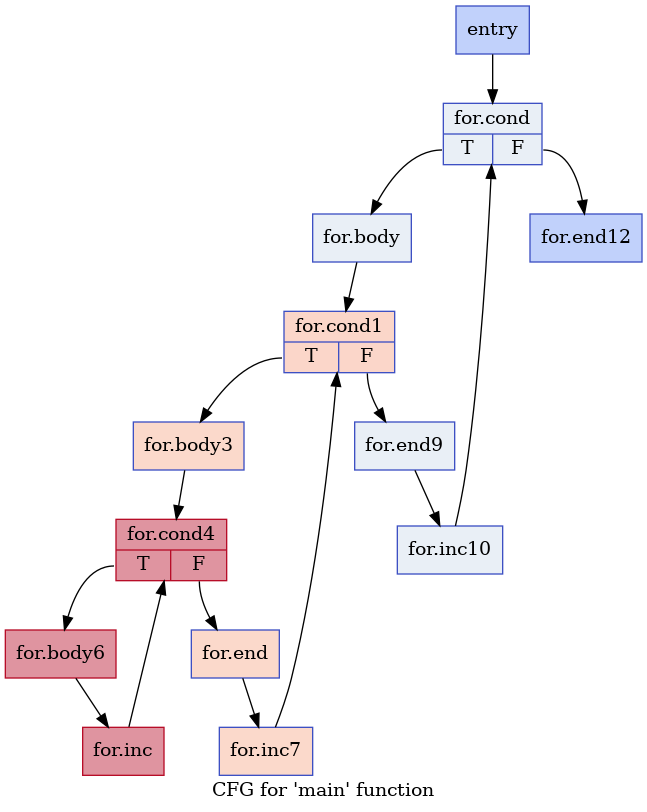 entry
for.cond
T F
for.body
for.end12
for.cond1
T F
for.body3
for.end9
for.cond4
T F
for.inc10
for.body6
for.end
for.inc
for.inc7
CFG for 'main' function